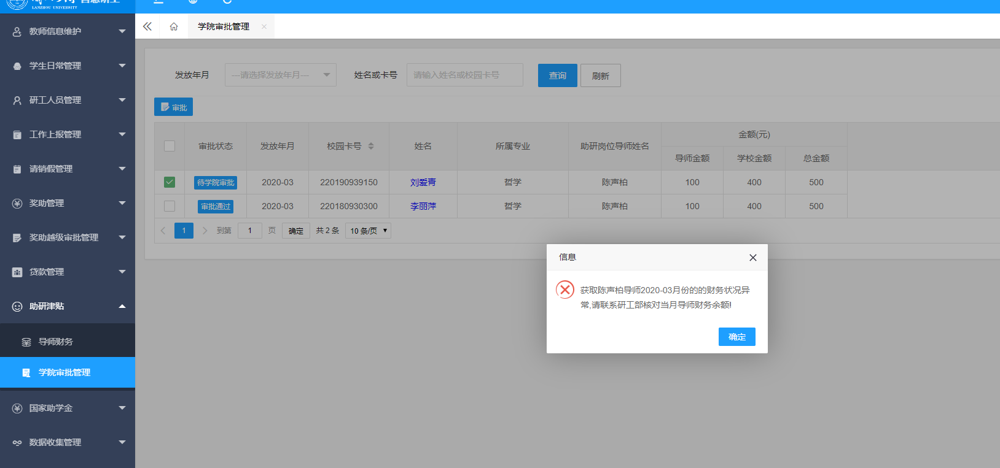 LANZHOU UNIVERSITY
教师信息维护
学生日常管理
研工人员管理
工作上报管理
请销假管理
奖助管理
奖助越级审批管理
贷款管理
助研津贴
导师财务
学院审批管理
国家助学金
数据收集管理
学院审批管理
发放年月 ---请选择发放年月--- 姓名或卡号 请输入姓名或校园卡号 查询 刷新
审批
审批状态 发放年月 校园卡号 姓名 所属专业 助研岗位导师姓名 金额(元)
导师金额 学校金额 总金额
待学院审批 2020-03 220190939150 刘爱青 哲学 陈声柏 100 400 500
审批通过 2020-03 220180930300 李丽萍 哲学 陈声柏 100 400 500
1 到第 1 页 确定 共 2 条 10 条/页
信息
获取陈声柏导师2020-03月份的的财务状况异
常,请联系研工部核对当月导师财务余额!
确定